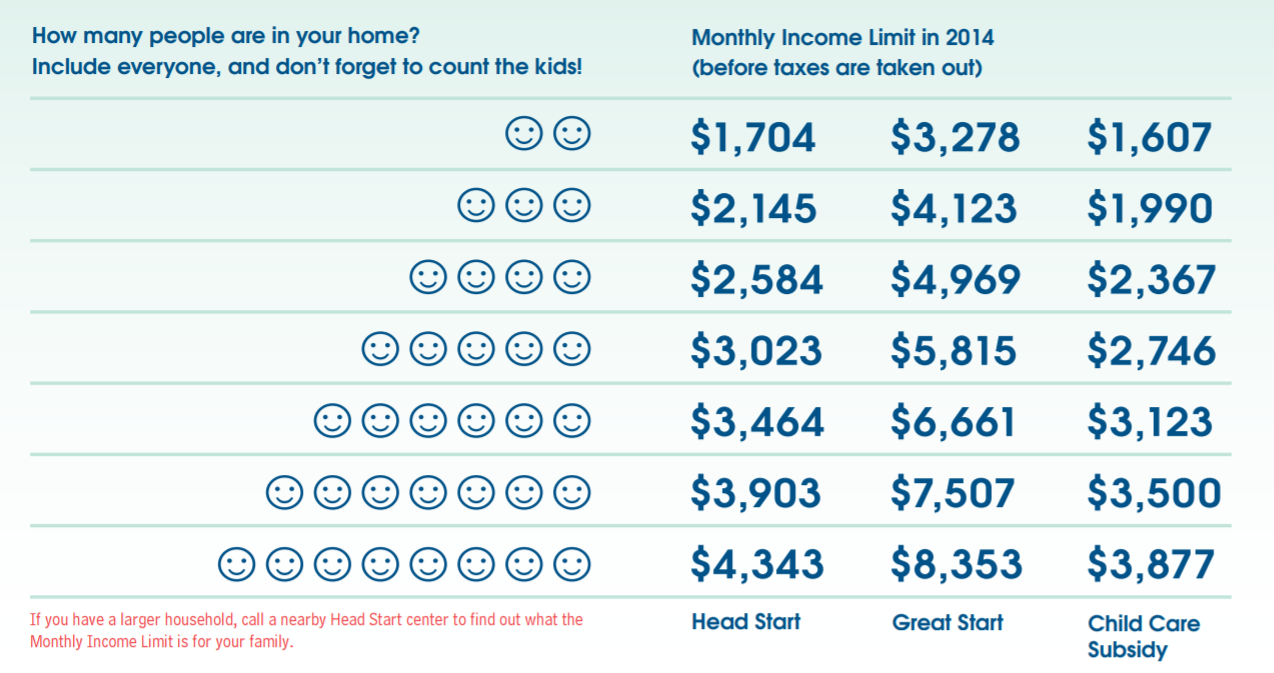 How many people are in your home?
Include everyone, and don't forget to count the kids!
Monthly Income Limit in 2014
(before taxes are taken out)
$1,704 $3,278 $1,607
$2,145 $4,123 $1,990
$2,584 $4,969 $2,367
$3,023 $5,815 $2,746
$3,464 $6,661 $3,123
$3,903 $7,507 $3,500
$4,343 $8,353 $3,877
If you have a larger household, call a nearby Head Start center to find out what the
Monthly Income Limit is for your family.
Head Start
Great Start
Child Care
Subsidy